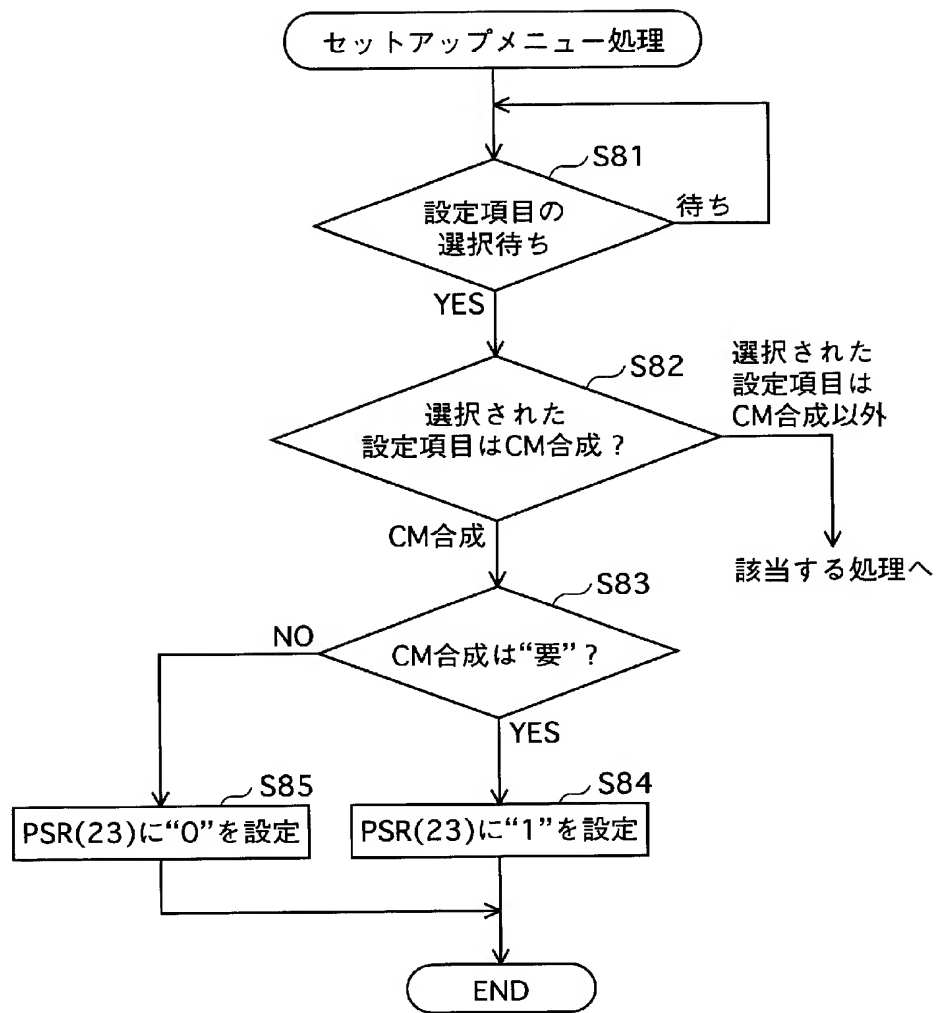 セットアップメニュー処理
S81
設定項目の
選択待ち
待ち
YES
S82
選択された
設定項目はCM合成？
選択された
設定項目は
CM合成以外
CM合成
該当する処理へ
S83
CM合成は“要”？
NO
YES
S85
PSR(23)に“0”を設定
S84
PSR(23)に“1”を設定
END